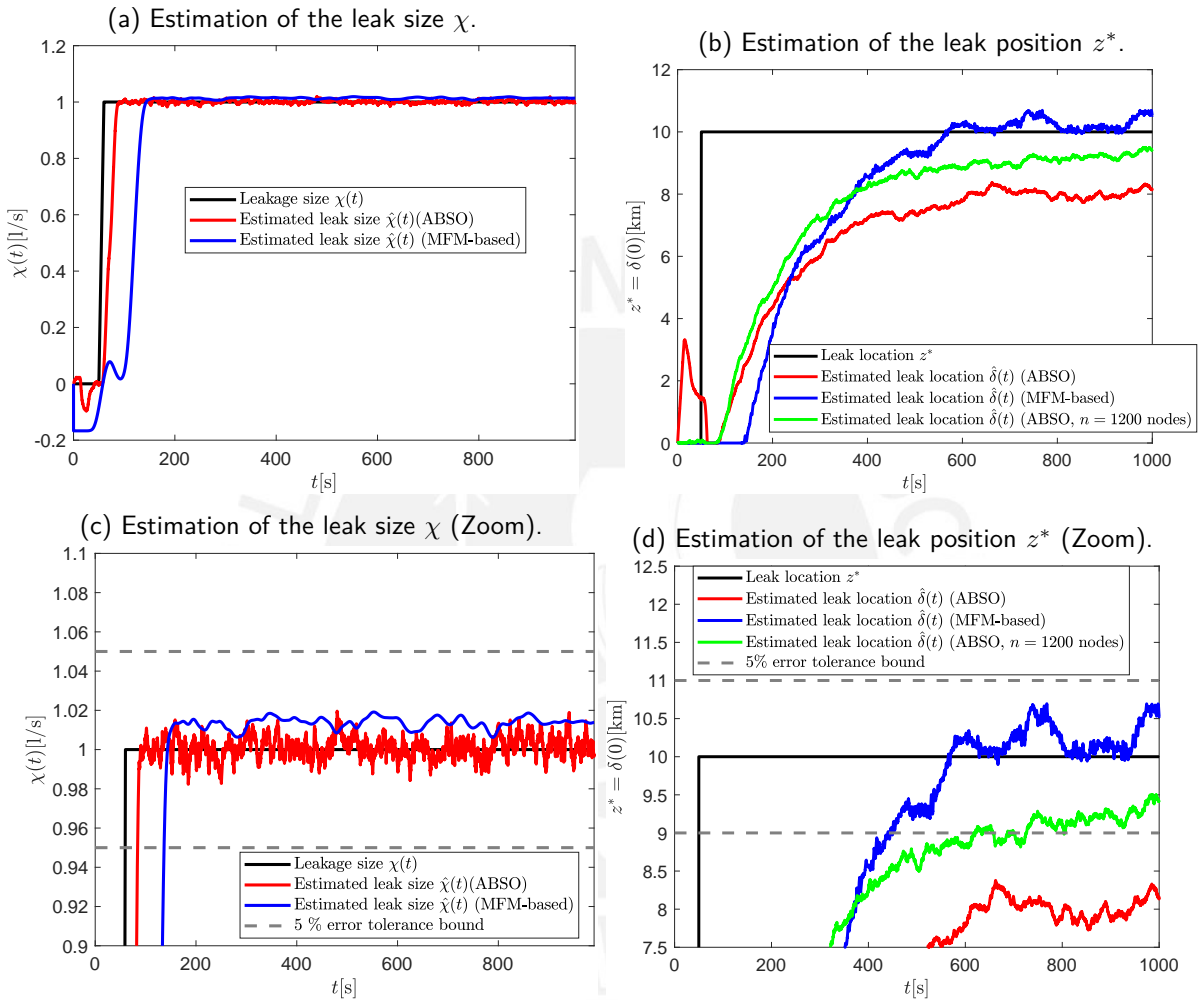 (a) Estimation of the leak size χ.
1.2
1
0.8
0.6
0.4
0.2
0
-0.2
χ(t)[l/s]
Leakage size χ(t)
Estimated leak size χ̂(t)(ABSO)
Estimated leak size χ̂(t) (MFM-based)
0 200 400 600 800
t[s]
(b) Estimation of the leak position z*.
12
10
8
6
4
2
0
z* = δ(0)[km]
Leak location z*
Estimated leak location δ̂(t) (ABSO)
Estimated leak location δ̂(t) (MFM-based)
Estimated leak location δ̂(t) (ABSO, n = 1200 nodes)
0 200 400 600 800 1000
t[s]
(c) Estimation of the leak size χ (Zoom).
1.1
1.08
1.06
1.04
1.02
1
0.98
0.96
0.94
0.92
0.9
χ(t)[l/s]
Leakage size χ(t)
Estimated leak size χ̂(t)(ABSO)
Estimated leak size χ̂(t) (MFM-based)
5 % error tolerance bound
0 200 400 600 800
t[s]
(d) Estimation of the leak position z* (Zoom).
12.5
12
11.5
11
10.5
10
9.5
9
8.5
8
7.5
z* = δ(0)[km]
Leak location z*
Estimated leak location δ̂(t) (ABSO)
Estimated leak location δ̂(t) (MFM-based)
Estimated leak location δ̂(t) (ABSO, n = 1200 nodes)
5% error tolerance bound
0 200 400 600 800 1000
t[s]